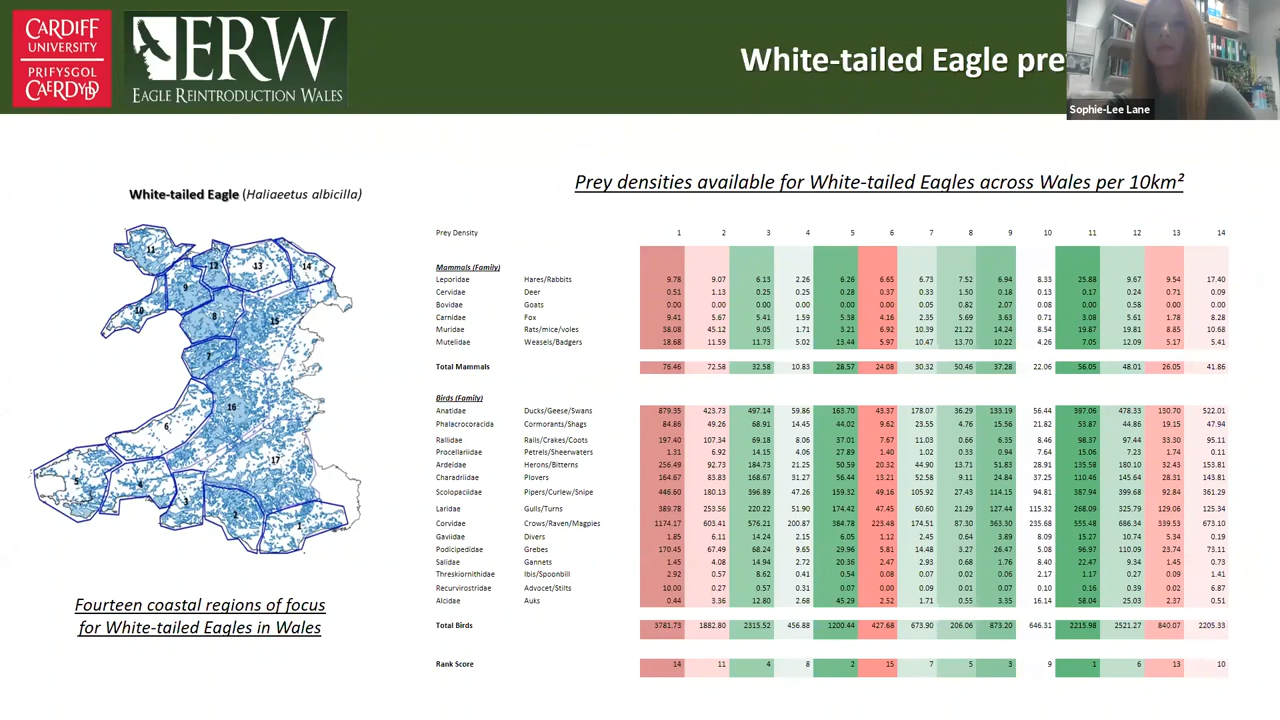 CARDIFF
UNIVERSITY
PRIFYSGOL
CAERDYDD
ERW
EAGLE REINTRODUCTION WALES
White-tailed Eagle pre
Sophie-Lee Lane
White-tailed Eagle (Haliaeetus albicilla)
11
12
13
14
9
10
8
15
7
16
6
17
5
4
3
2
1
Fourteen coastal regions of focus
for White-tailed Eagles in Wales
Prey densities available for White-tailed Eagles across Wales per 10km²
Prey Density 1 2 3 4 5 6 7 8 9 10 11 12 13 14
Mammals (Family)
Leporidae Hares/Rabbits 9.78 9.07 6.13 2.26 6.26 6.65 6.73 7.52 6.94 8.33 25.88 9.67 9.54 17.40
Cervidae Deer 0.51 1.13 0.25 0.25 0.28 0.37 0.33 1.50 0.18 0.13 0.17 0.24 0.71 0.09
Bovidae Goats 0.00 0.00 0.00 0.00 0.00 0.00 0.05 0.82 2.07 0.08 0.00 0.58 0.00 0.00
Carnidae Fox 9.41 5.67 5.41 1.59 5.38 4.16 2.35 5.69 3.63 0.71 3.08 5.61 1.78 8.28
Muridae Rats/mice/voles 38.08 45.12 9.05 1.71 3.21 6.92 10.39 21.22 14.24 8.54 19.87 19.81 8.85 10.68
Mutelidae Weasels/Badgers 18.68 11.59 11.73 5.02 13.44 5.97 10.47 13.70 10.22 4.26 7.05 12.09 5.17 5.41
Total Mammals 76.46 72.58 32.58 10.83 28.57 24.08 30.32 50.46 37.28 22.06 56.05 48.01 26.05 41.86
Birds (Family)
Anatidae Ducks/Geese/Swans 879.35 423.73 497.14 59.86 163.70 43.37 178.07 36.29 133.19 56.44 397.06 478.33 130.70 522.01
Phalacrocoracida Cormorants/Shags 84.86 49.26 68.91 14.45 44.02 9.62 23.55 4.76 15.56 21.82 53.87 44.86 19.15 47.94
Rallidae Rails/Crakes/Coots 197.40 107.34 69.18 8.06 37.01 7.67 11.03 0.66 6.35 8.46 98.37 97.44 33.30 95.11
Procellariidae Petrels/Sheerwaters 1.31 6.92 14.15 4.06 27.89 1.40 1.02 0.33 0.94 7.64 15.06 7.23 1.74 0.11
Ardeidae Herons/Bitterns 256.49 92.73 184.73 21.25 50.59 20.32 44.90 13.71 51.83 28.91 135.58 180.10 32.43 153.81
Charadriidae Plovers 164.67 83.83 168.67 31.27 56.44 13.21 52.58 9.11 24.84 37.25 110.46 145.64 28.31 143.81
Scolopaciidae Pipers/Curlew/Snipe 446.60 180.13 396.89 47.26 159.32 49.16 105.92 27.43 114.15 94.81 387.94 399.68 92.84 361.29
Laridae Gulls/Turns 389.78 253.56 220.22 51.90 174.42 47.45 60.60 21.29 127.44 115.32 268.09 325.79 129.06 125.34
Corvidae Crows/Raven/Magpies 1174.17 603.41 576.21 200.87 384.78 223.48 174.51 87.30 363.30 235.68 555.48 686.34 339.53 673.10
Gaviidae Divers 1.85 6.11 14.24 2.15 6.05 1.12 2.45 0.64 3.89 8.09 15.27 10.74 5.34 0.19
Podicipedidae Grebes 170.45 67.49 68.24 9.65 29.96 5.81 14.48 3.27 26.47 5.08 96.97 110.09 23.74 73.11
Salidae Gannets 1.45 4.08 14.94 2.72 20.36 2.47 2.93 0.68 1.76 8.40 22.47 9.34 1.45 0.73
Threskiornithidae Ibis/Spoonbill 2.92 0.57 8.62 0.41 0.54 0.08 0.07 0.02 0.06 2.17 1.17 0.27 0.09 1.41
Recurvirostridae Advocet/Stilts 10.00 0.27 0.57 0.31 0.07 0.00 0.09 0.01 0.07 0.10 0.16 0.39 0.02 6.87
Alcidae Auks 0.44 3.36 12.80 2.68 45.29 2.52 1.71 0.55 3.35 16.14 58.04 25.03 2.37 0.51
Total Birds 3781.73 1882.80 2315.52 456.88 1200.44 427.68 673.90 206.06 873.20 646.31 2215.98 2521.27 840.07 2205.33
Rank Score 14 11 4 8 2 15 7 5 3 9 1 6 13 10